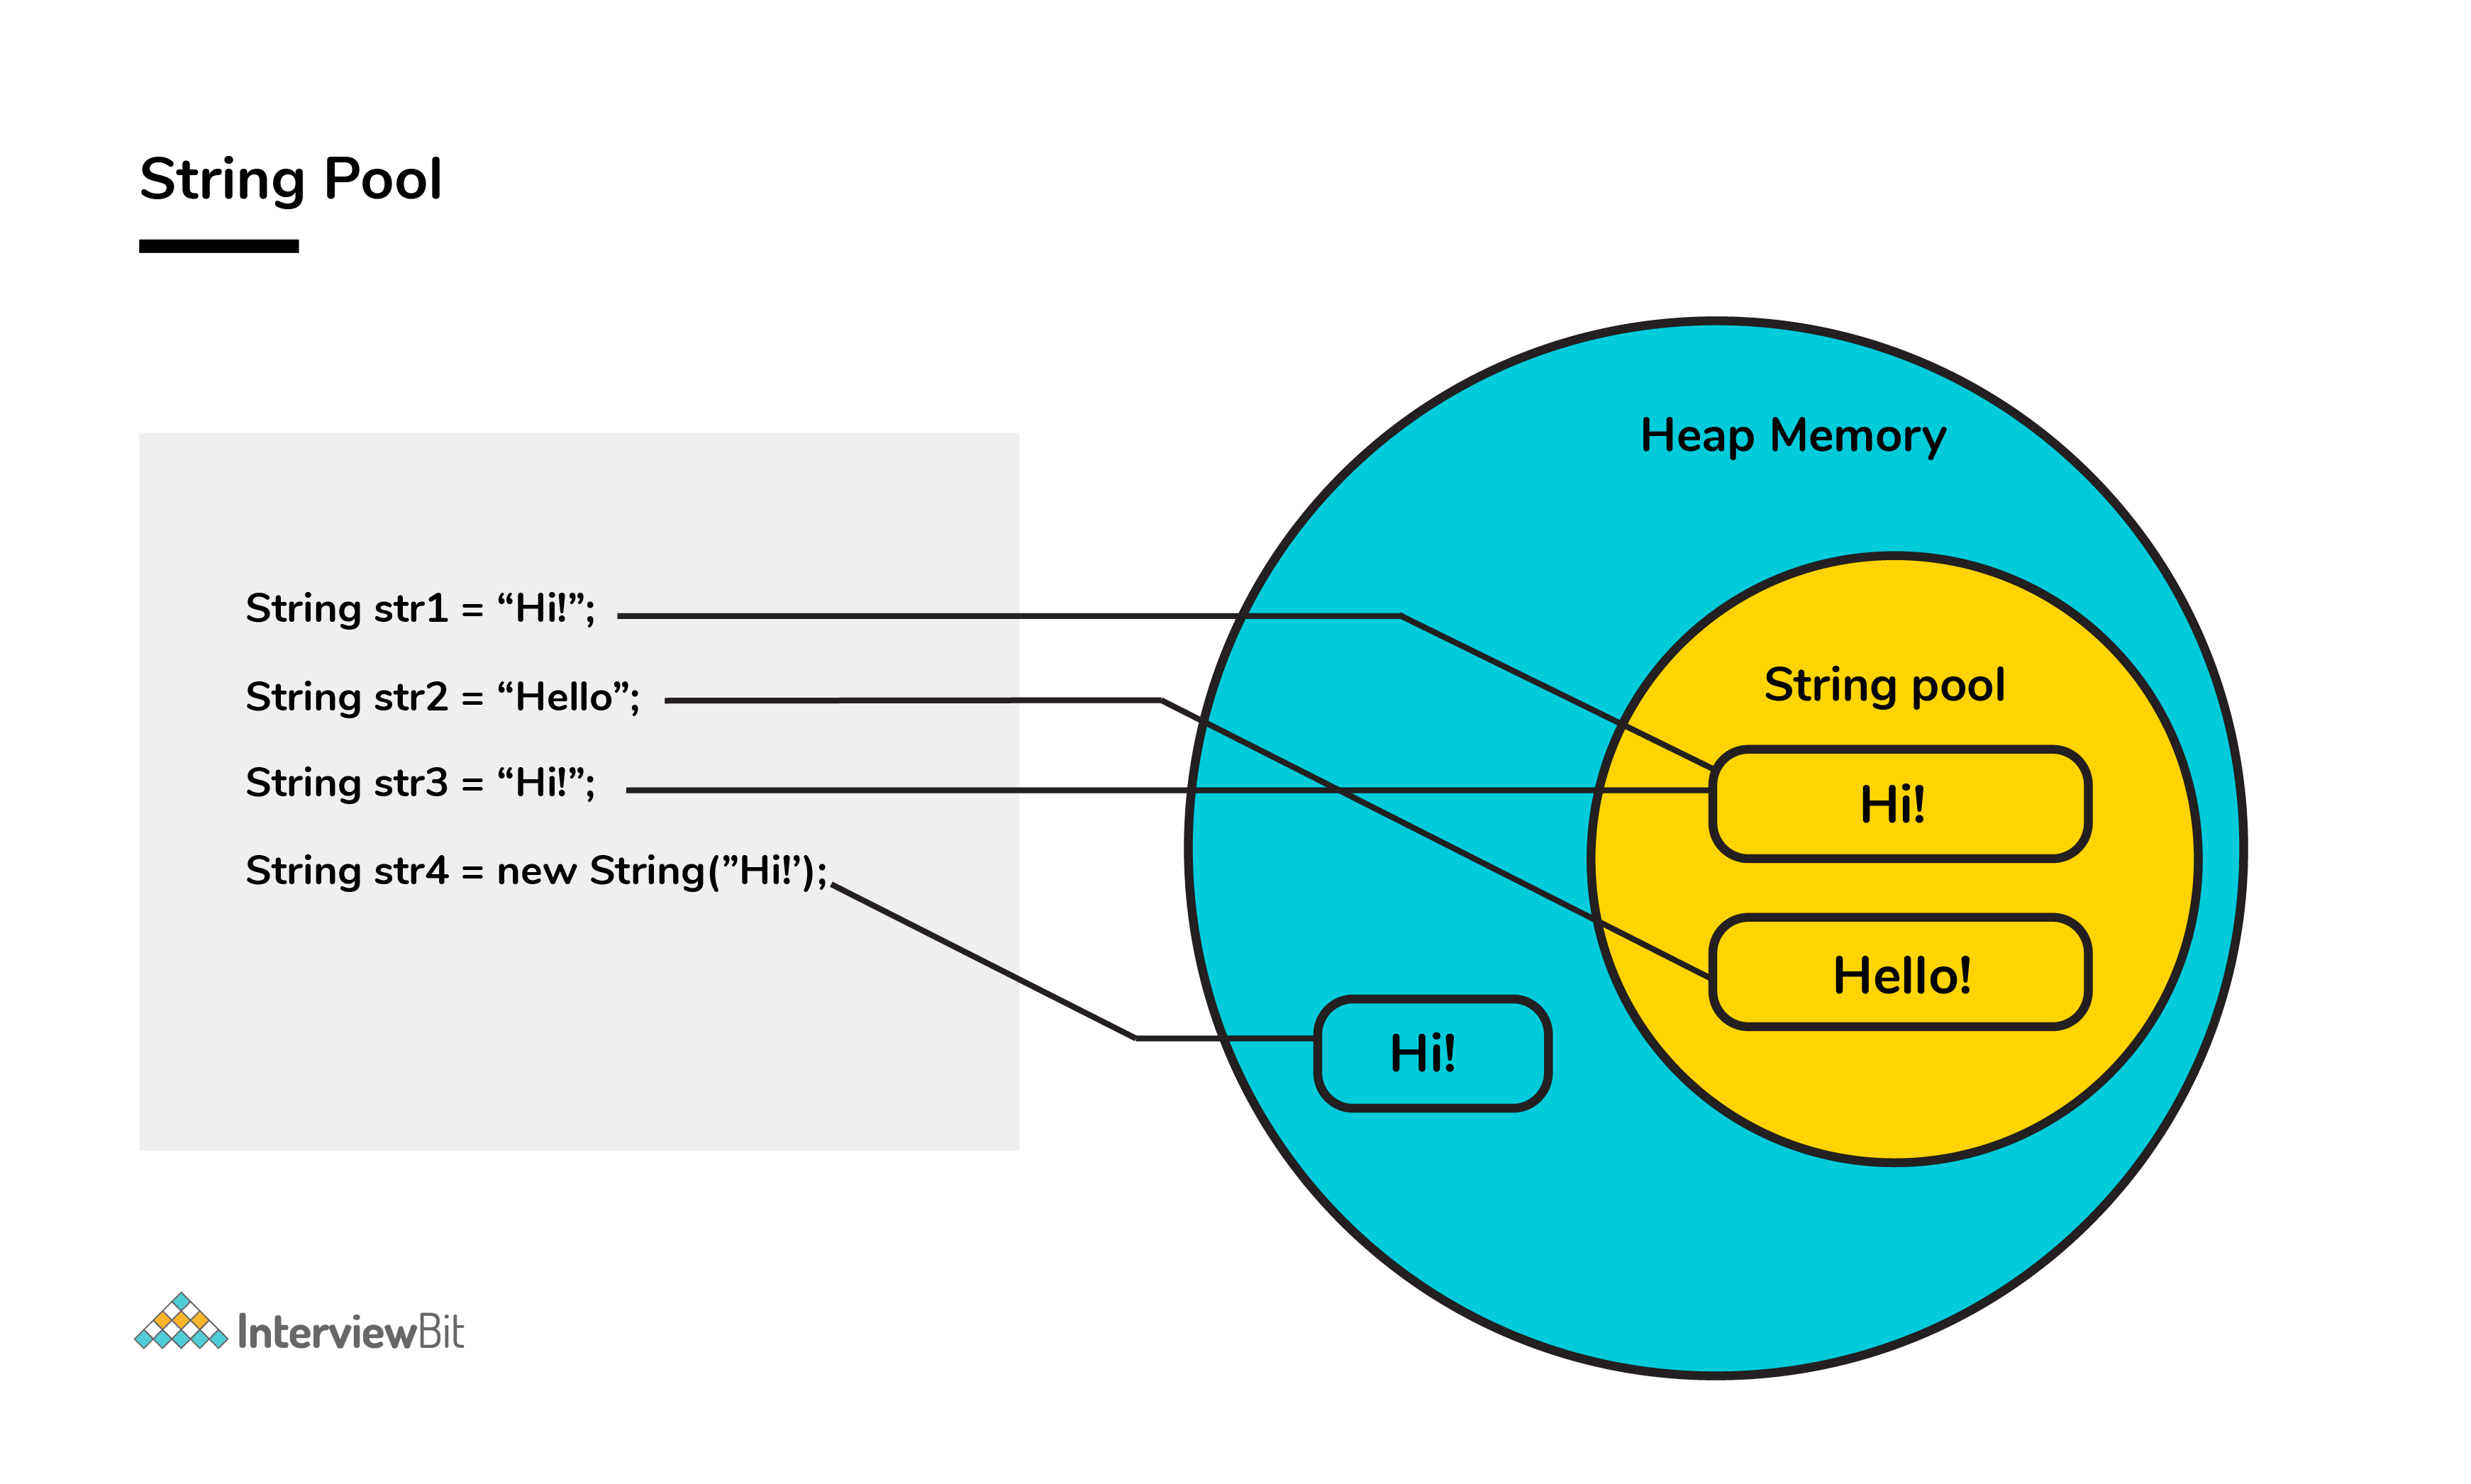 String Pool
String str1 = “Hi!”;
String str2 = “Hello”;
String str3 = “Hi!”;
String str4 = new String(”Hi!”);
Heap Memory
String pool
Hi!
Hello!
Hi!
InterviewBit